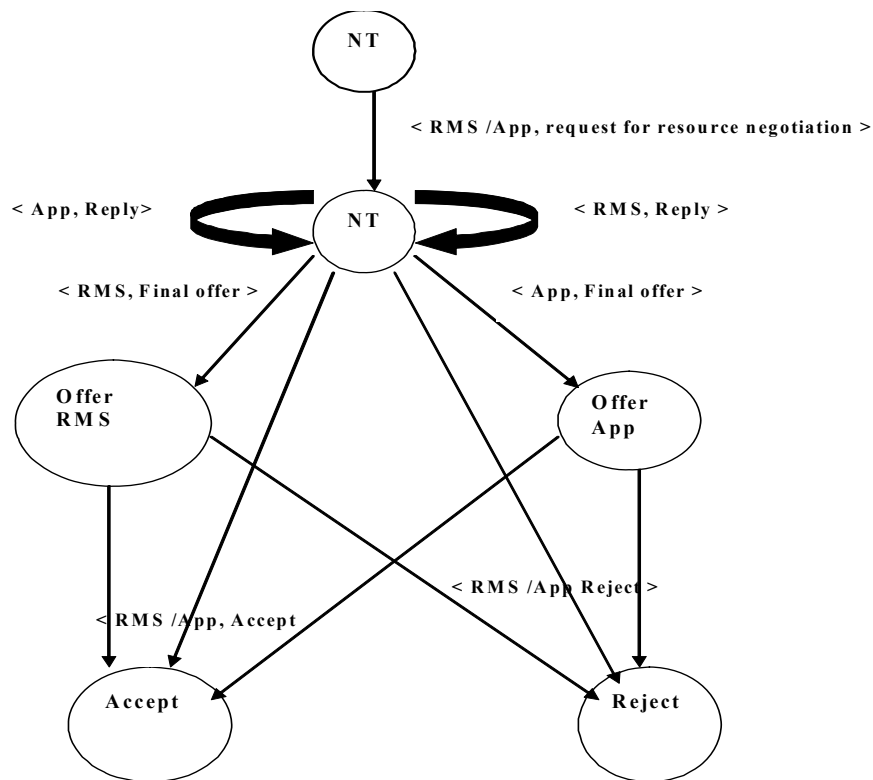 NT
< RMS /App, request for resource negotiation >
< App, Reply>
NT
< RMS, Reply >
< RMS, Final offer >
< App, Final offer >
Offer
RMS
Offer
App
< RMS /App Reject >
< RMS /App, Accept
Accept
Reject